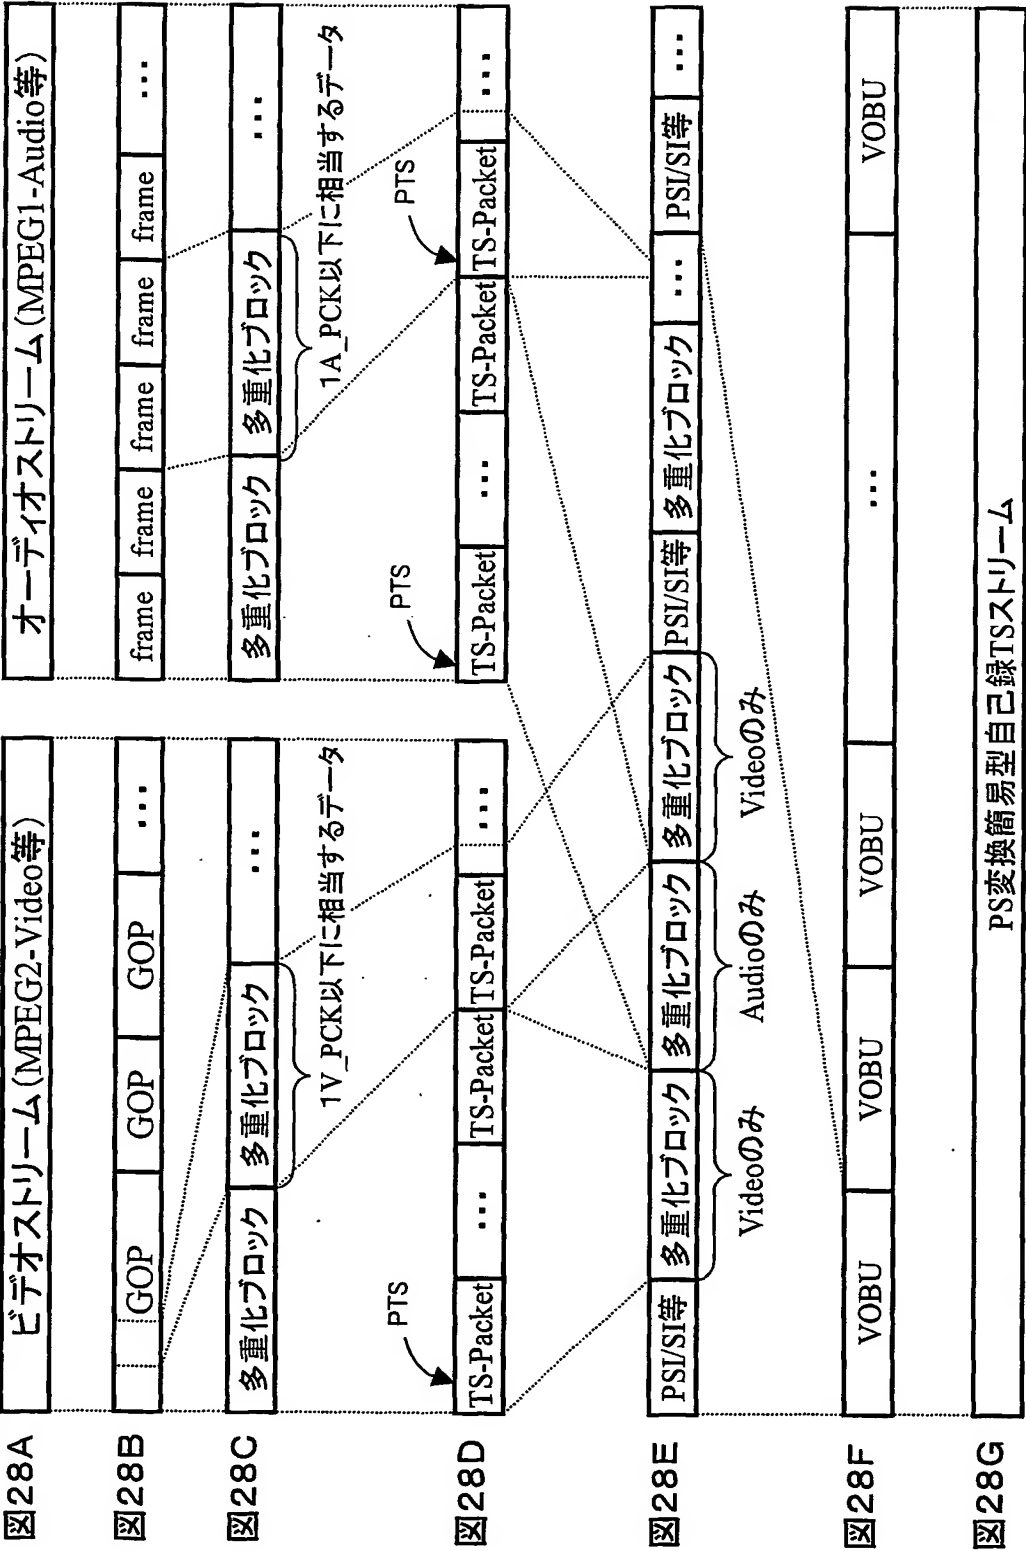 図28A
ビデオストリーム(MPEG2-Video等)
オーディオストリーム(MPEG1-Audio等)
図28B
GOP GOP GOP ...
frame frame frame frame frame ...
図28C
多重化ブロック 多重化ブロック ...
多重化ブロック 多重化ブロック ...
1V_PCK以下に相当するデータ
1A_PCK以下に相当するデータ
PTS
PTS
PTS
図28D
TS-Packet ... TS-Packet TS-Packet ...
TS-Packet ... TS-Packet TS-Packet ...
図28E
PSI/SI等 多重化ブロック 多重化ブロック 多重化ブロック PSI/SI等 多重化ブロック ... PSI/SI等 ...
Videoのみ
Audioのみ
Videoのみ
図28F
VOBU VOBU VOBU ... VOBU
図28G
PS変換簡易型自己録TSストリーム